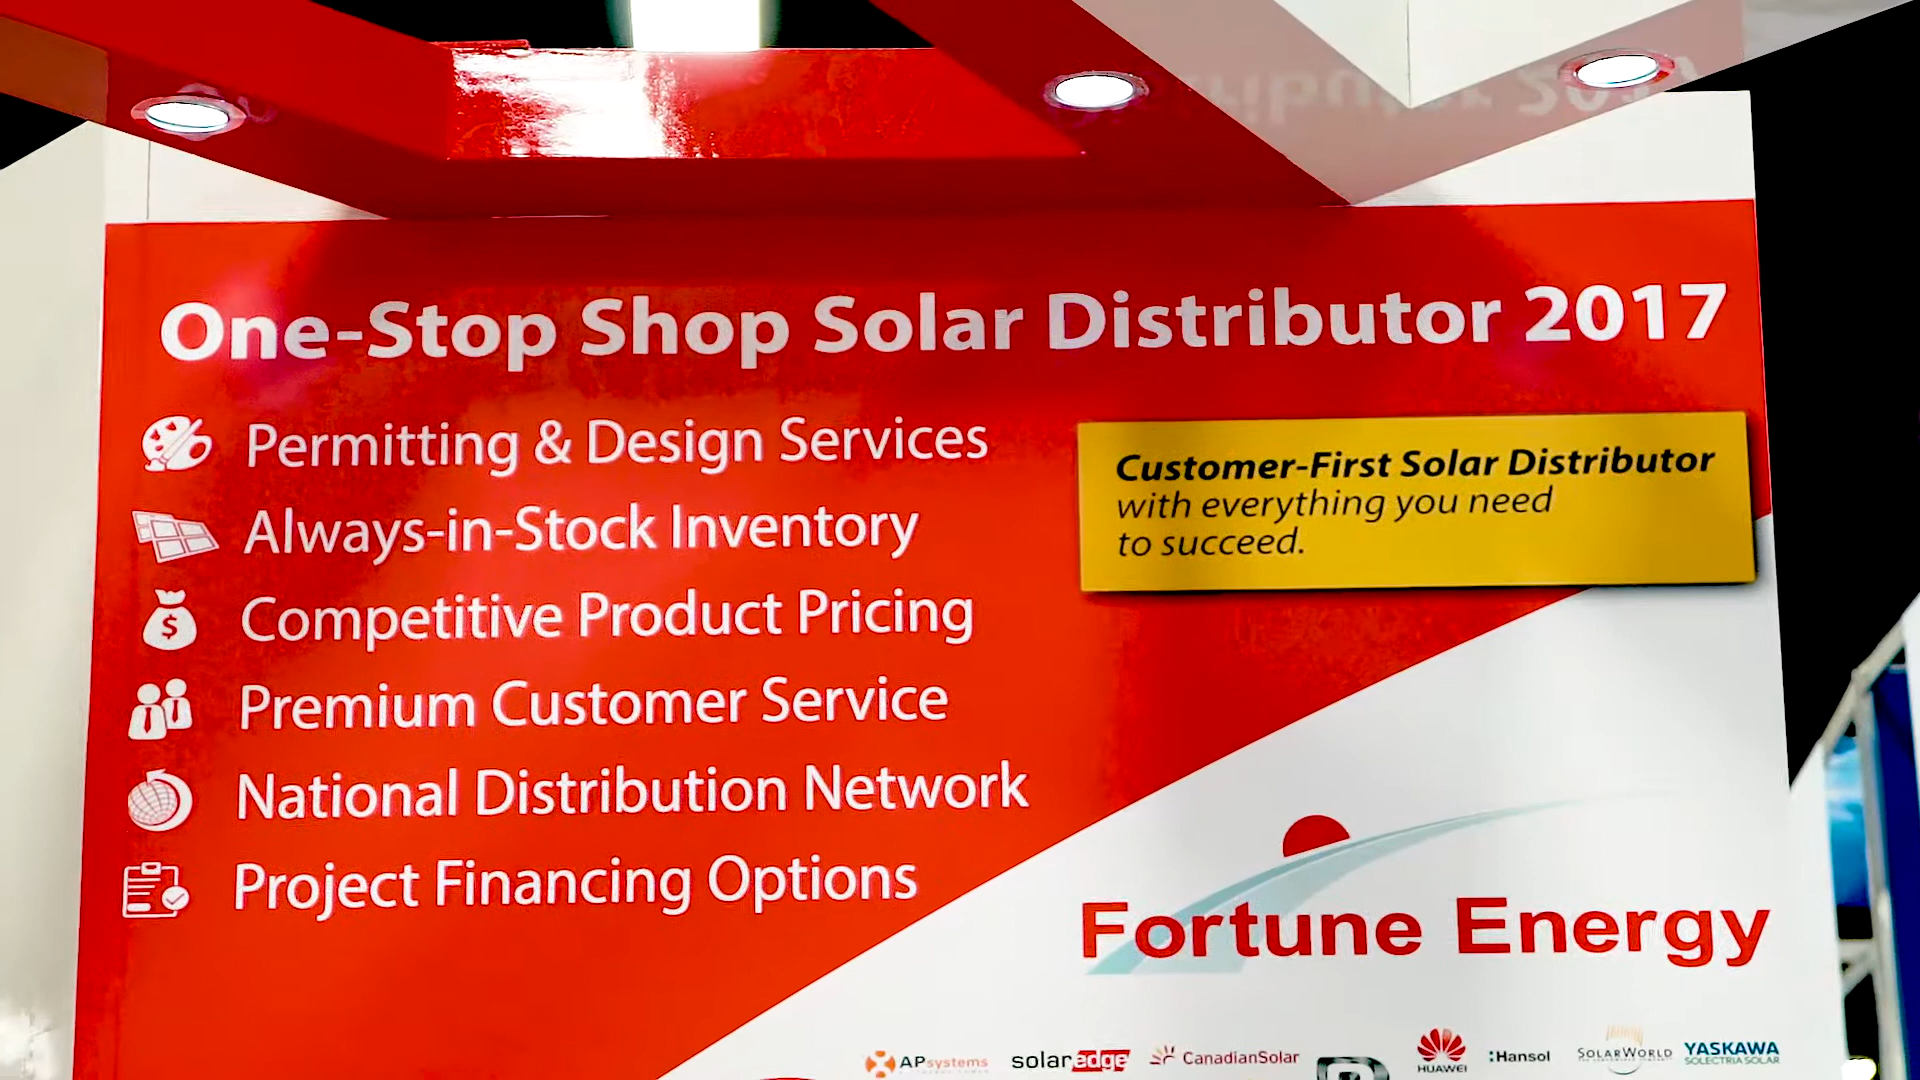 One-Stop Shop Solar Distributor 2017
Permitting & Design Services
Always-in-Stock Inventory
Competitive Product Pricing
Premium Customer Service
National Distribution Network
Project Financing Options
Customer-First Solar Distributor
with everything you need
to succeed.
Fortune Energy
APsystems
solaredge
CanadianSolar
HUAWEI
Hansol
SOLARWORLD
YASKAWA
SOLECTRIA SOLAR